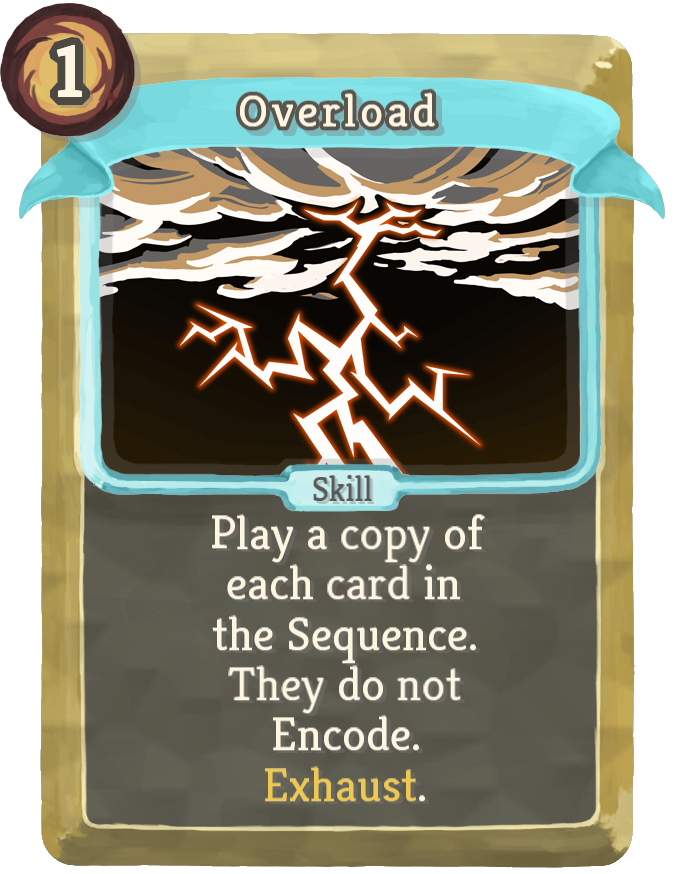 1
Overload
Skill
Play a copy of
each card in
the Sequence.
They do not
Encode.
Exhaust.